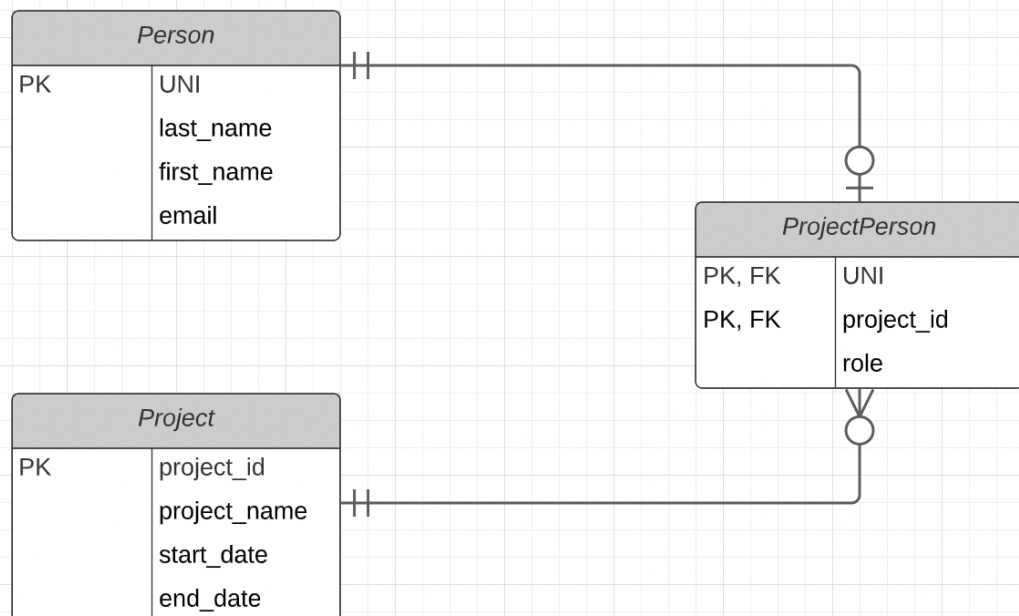 Person
PK UNI
last_name
first_name
email
ProjectPerson
PK, FK UNI
PK, FK project_id
role
Project
PK project_id
project_name
start_date
end_date